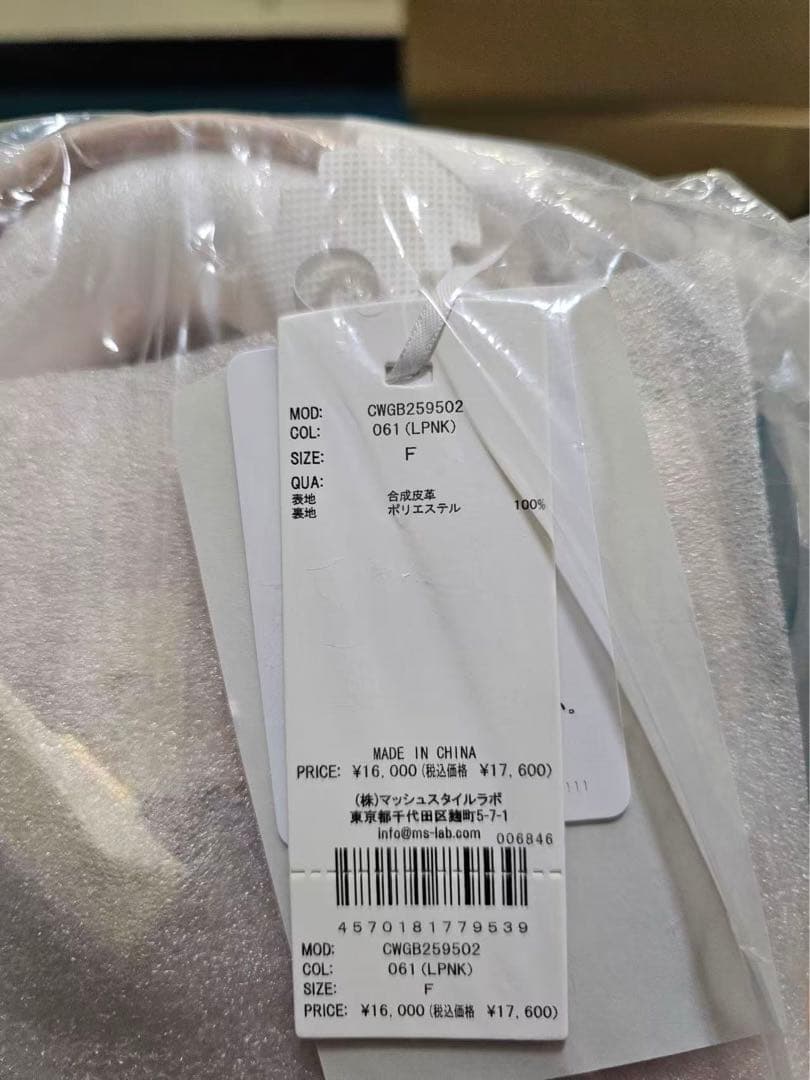 MOD: CWGB259502
COL: 061(LPNK)
SIZE: F
QUA:
表地 合成皮革
裏地 ポリエステル 100%
MADE IN CHINA
PRICE: ¥16,000(税込価格 ¥17,600)
(株)マッシュスタイルラボ
東京都千代田区麹町5-7-1
info@ms-lab.com
006846
4570181779539
MOD: CWGB259502
COL: 061(LPNK)
SIZE: F
PRICE: ¥16,000(税込価格 ¥17,600)